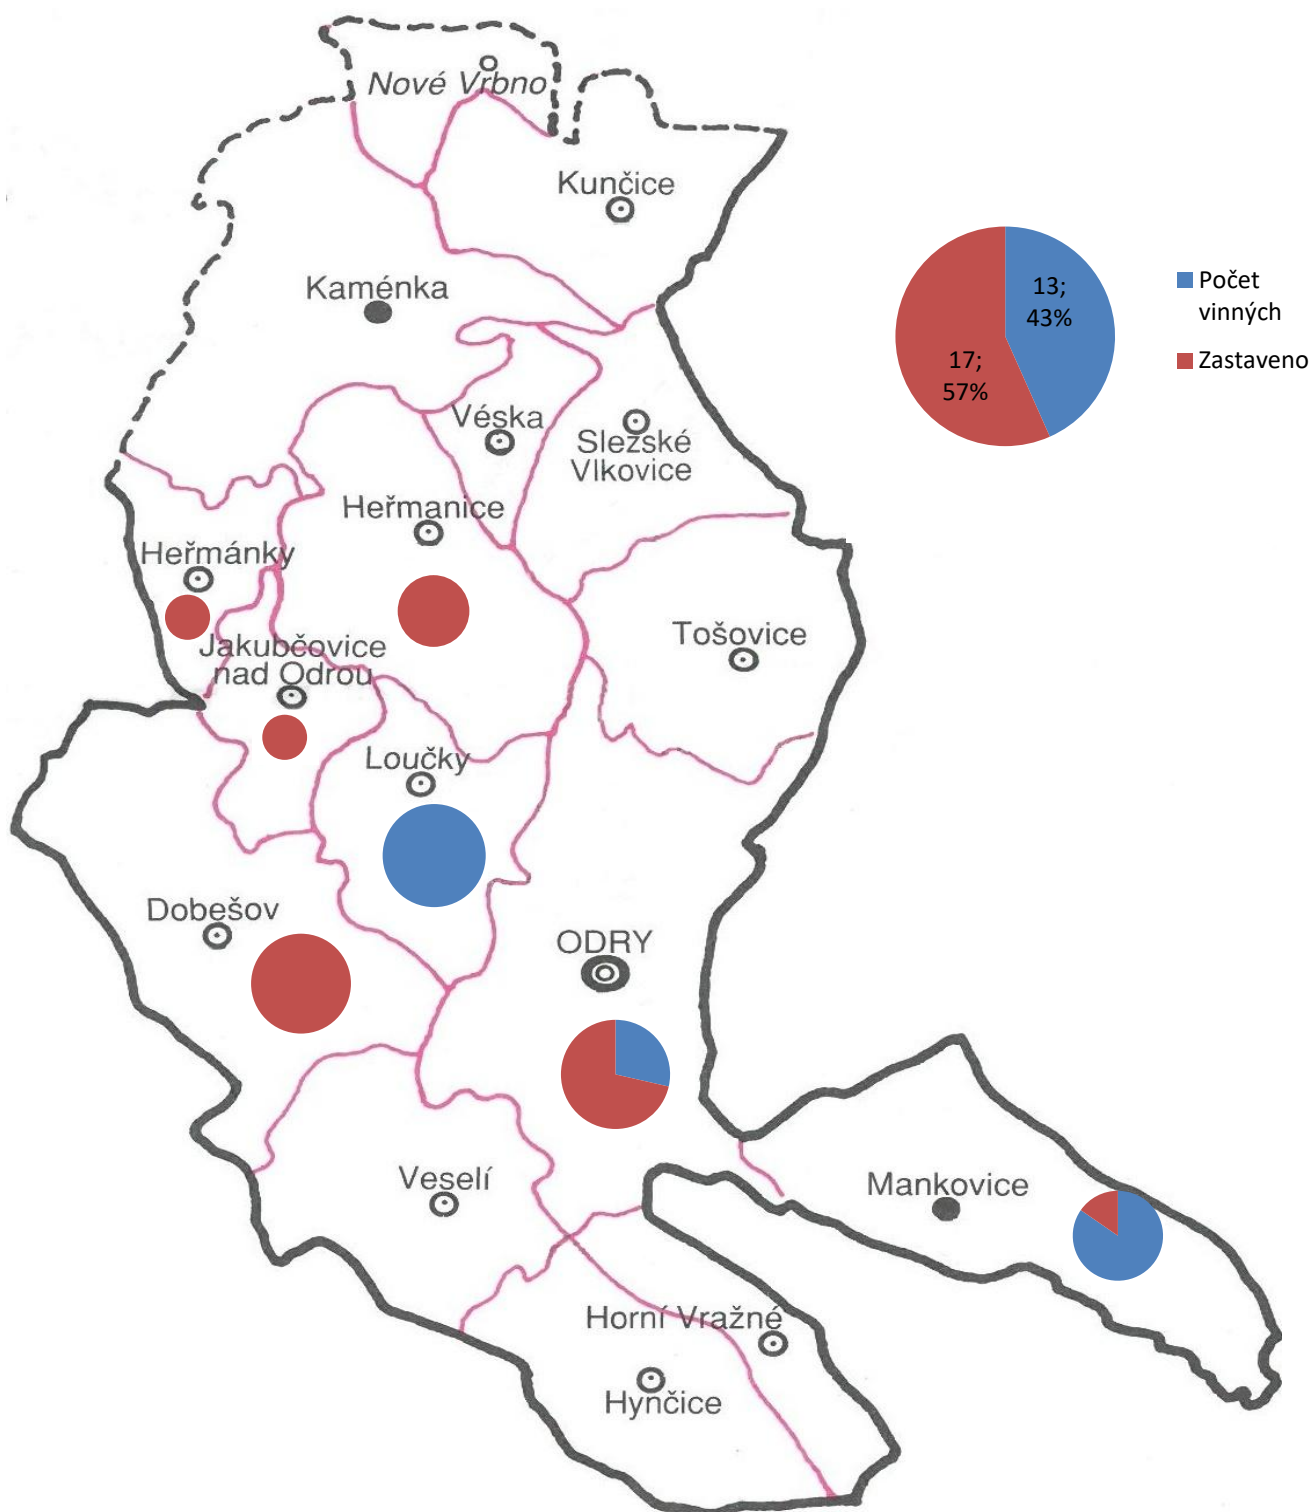 Nové Vrbno
Kunčice
Kaménka
13;
43%
17;
57%
Počet
vinných
Zastaveno
Véska
Slezské
Vlkovice
Heřmanice
Heřmánky
Jakubčovice
nad Odrou
Tošovice
Loučky
Dobešov
ODRY
Veselí
Mankovice
Horní Vražné
Hynčice